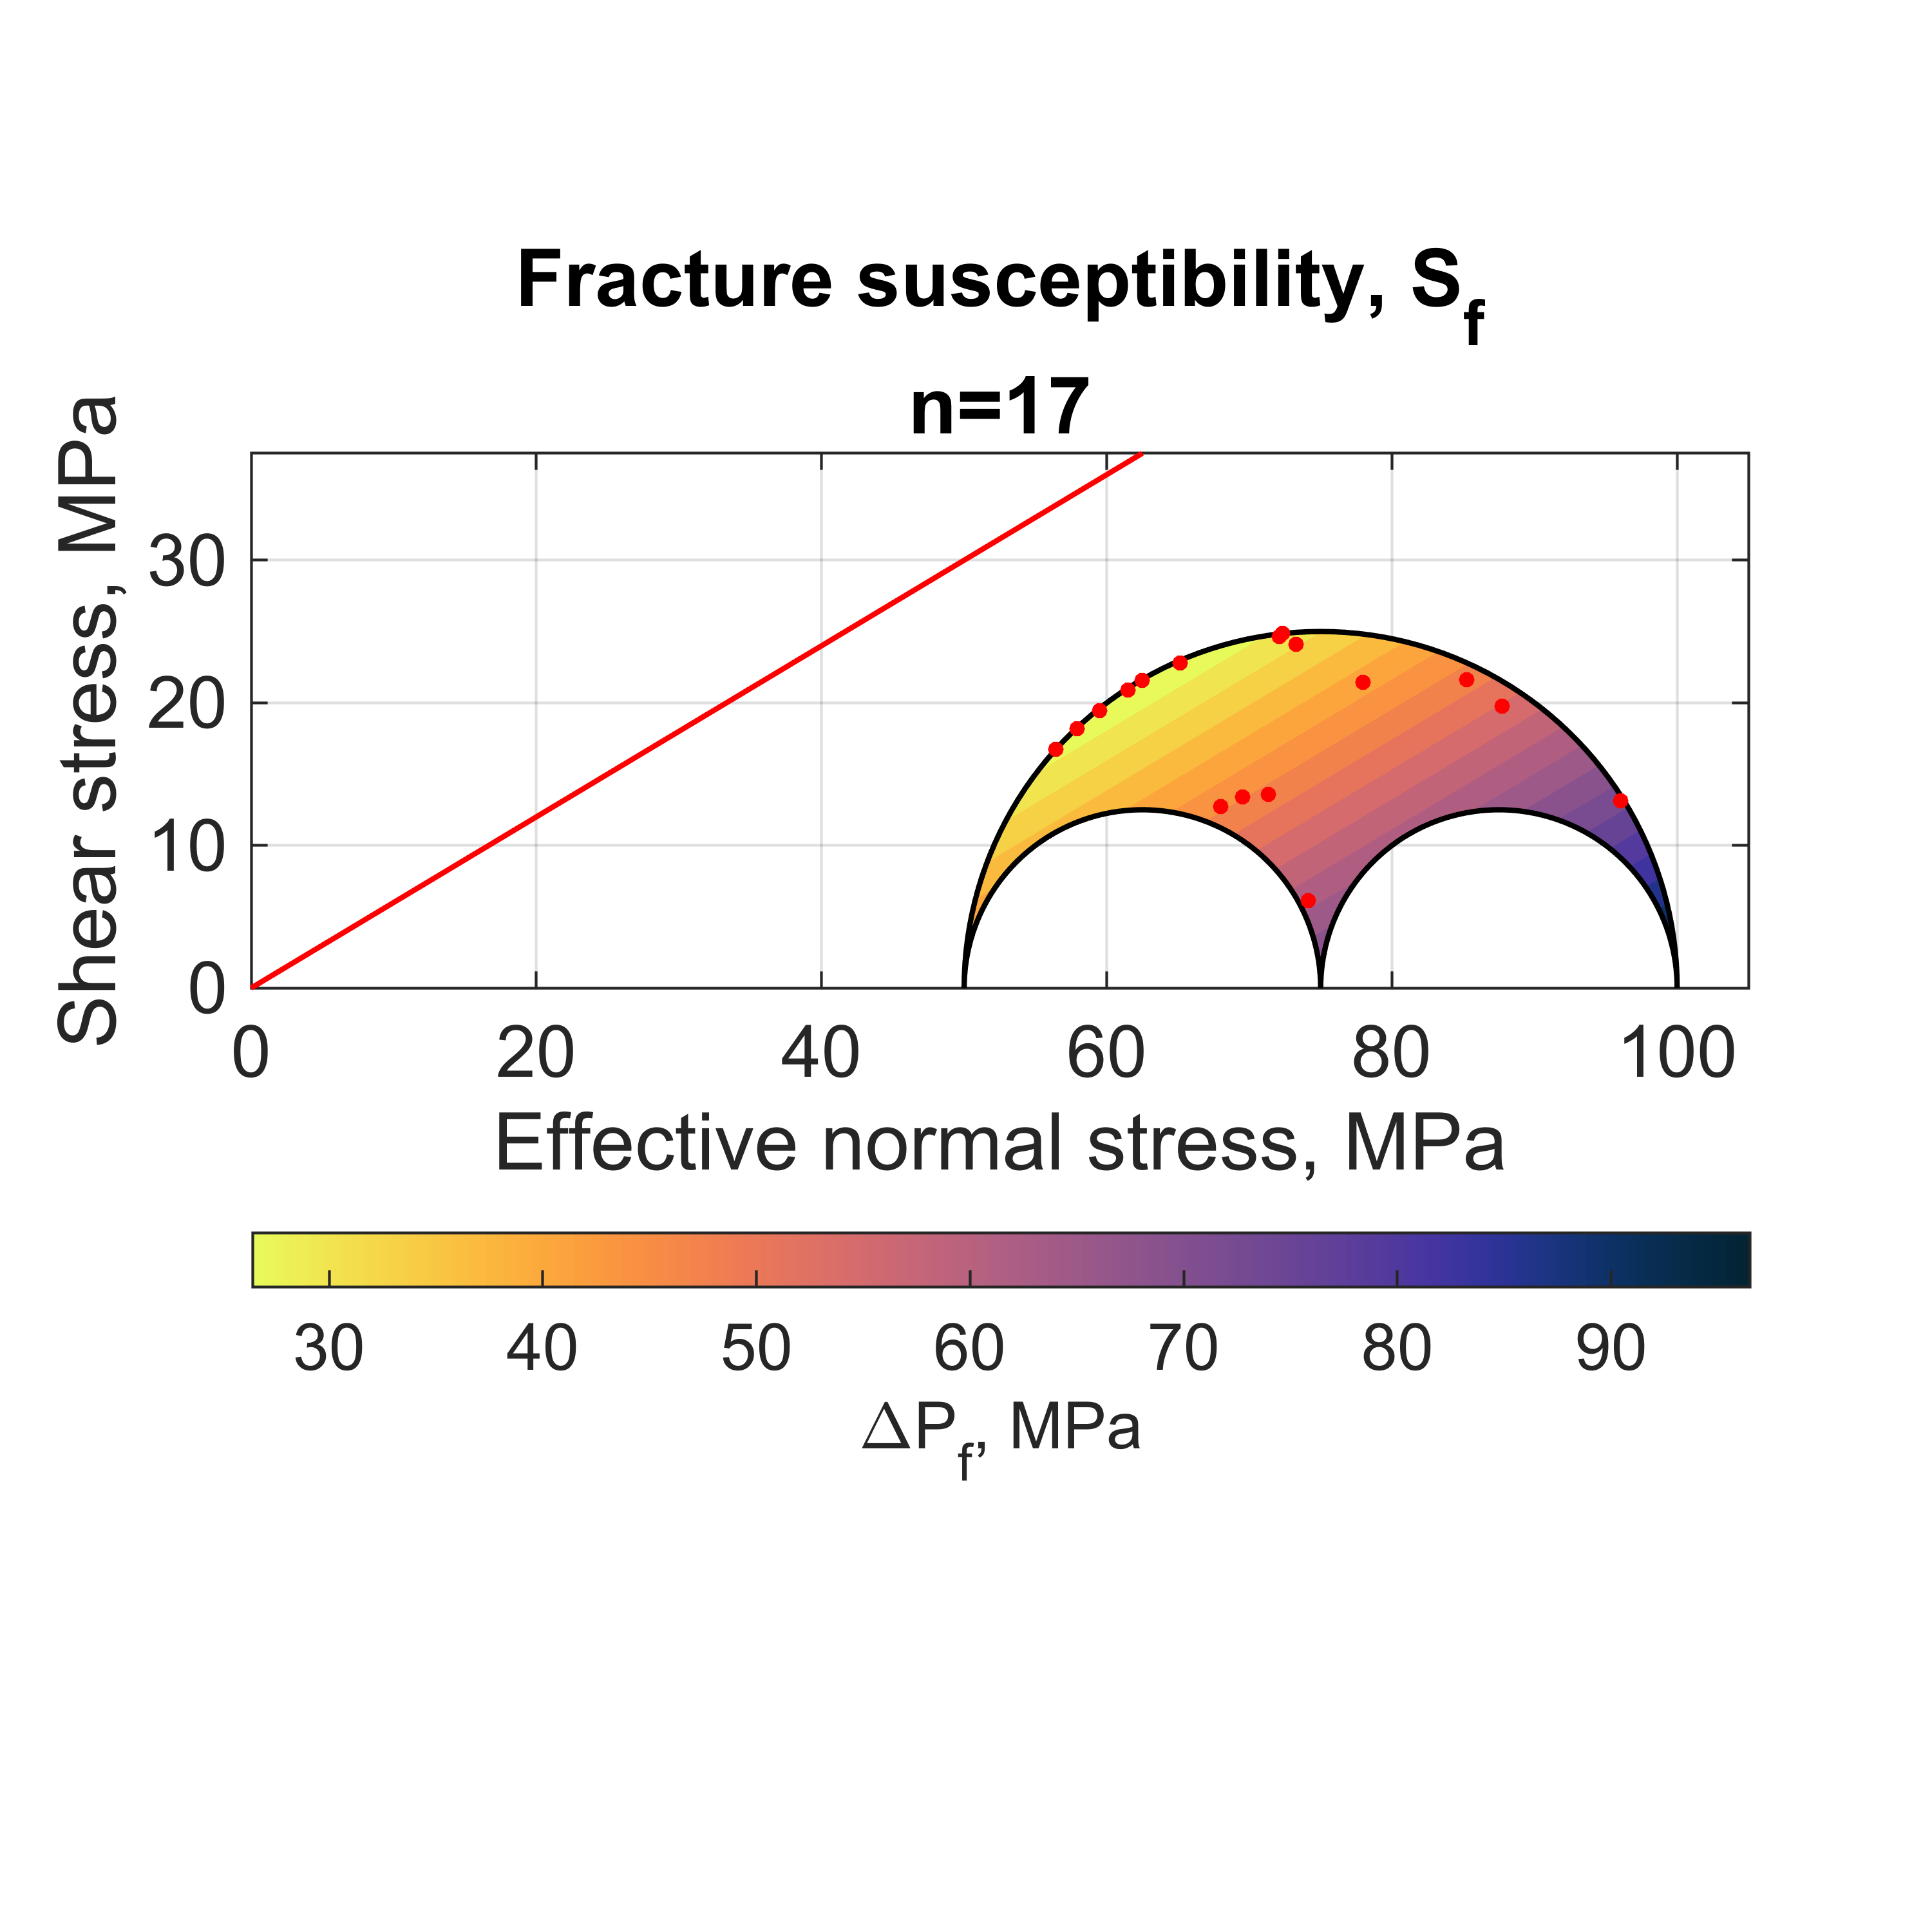 Fracture susceptibility, Sf
n=17
Shear stress, MPa
30
20
10
0
0 20 40 60 80 100
Effective normal stress, MPa
30 40 50 60 70 80 90
ΔPf, MPa